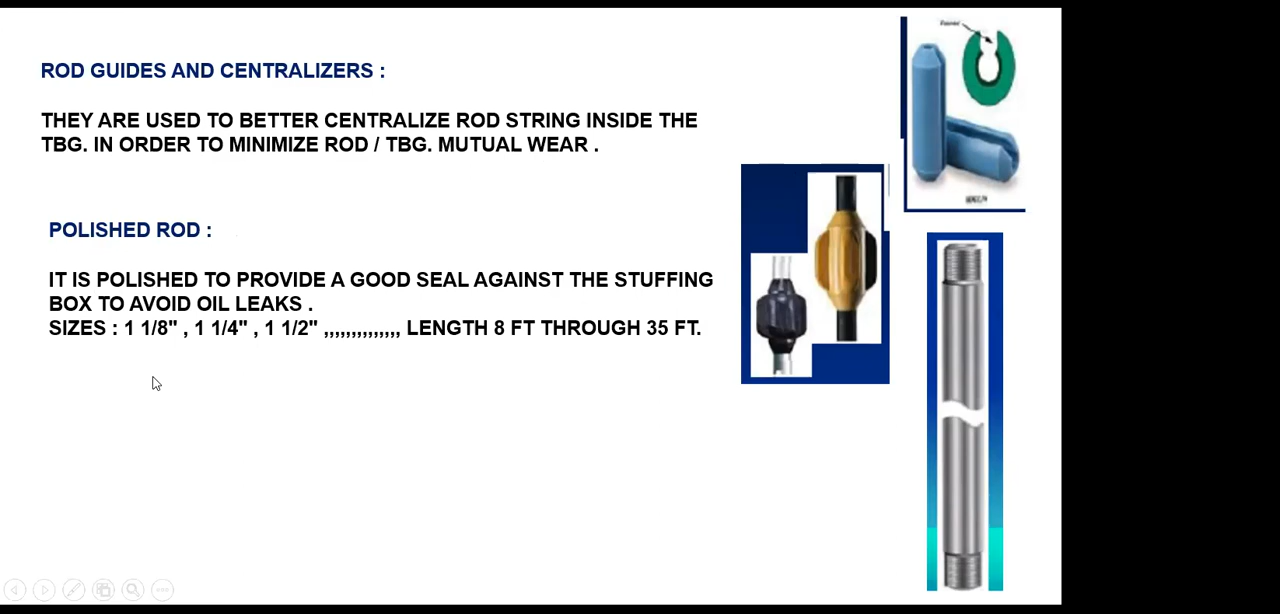 ROD GUIDES AND CENTRALIZERS :
THEY ARE USED TO BETTER CENTRALIZE ROD STRING INSIDE THE
TBG. IN ORDER TO MINIMIZE ROD / TBG. MUTUAL WEAR .
POLISHED ROD :
IT IS POLISHED TO PROVIDE A GOOD SEAL AGAINST THE STUFFING
BOX TO AVOID OIL LEAKS .
SIZES : 1 1/8" , 1 1/4" , 1 1/2" ,,,,,,,,,,,,,, LENGTH 8 FT THROUGH 35 FT.